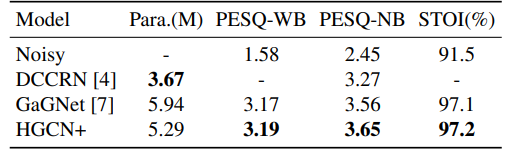 Model Para.(M) PESQ-WB PESQ-NB STOI(%)
Noisy - 1.58 2.45 91.5
DCCRN [4] 3.67 - 3.27 -
GaGNet [7] 5.94 3.17 3.56 97.1
HGCN+ 5.29 3.19 3.65 97.2